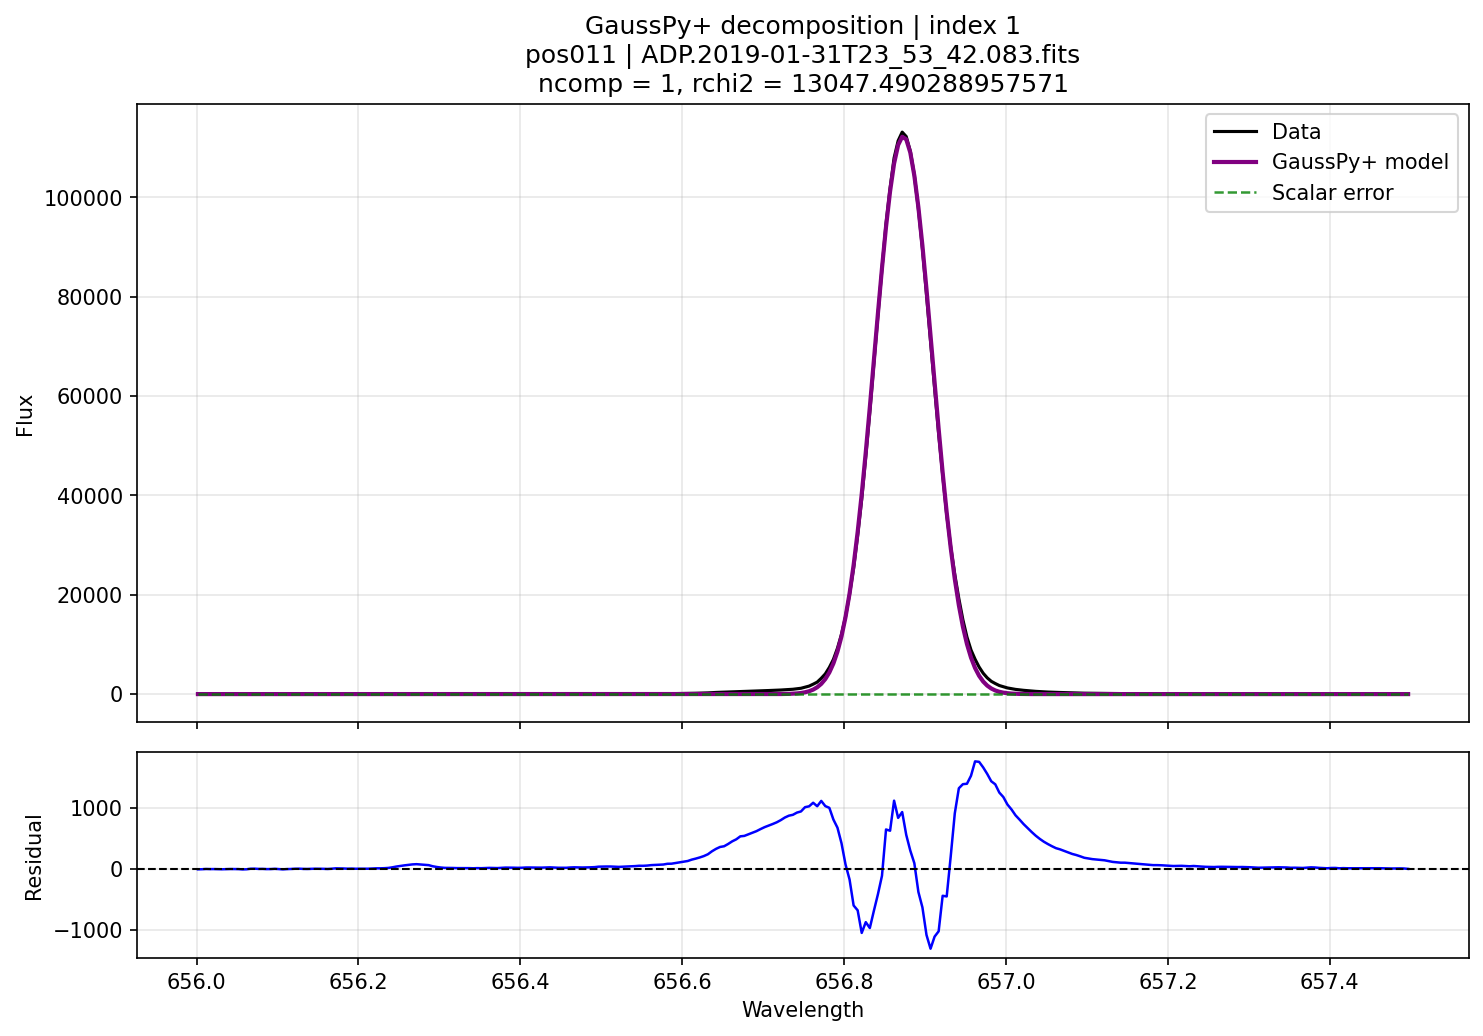 GaussPy+ decomposition | index 1
pos011 | ADP.2019-01-31T23_53_42.083.fits
ncomp = 1, rchi2 = 13047.490288957571
Data
GaussPy+ model
Scalar error
Flux
100000
80000
60000
40000
20000
0
Residual
1000
0
−1000
656.0 656.2 656.4 656.6 656.8 657.0 657.2 657.4
Wavelength